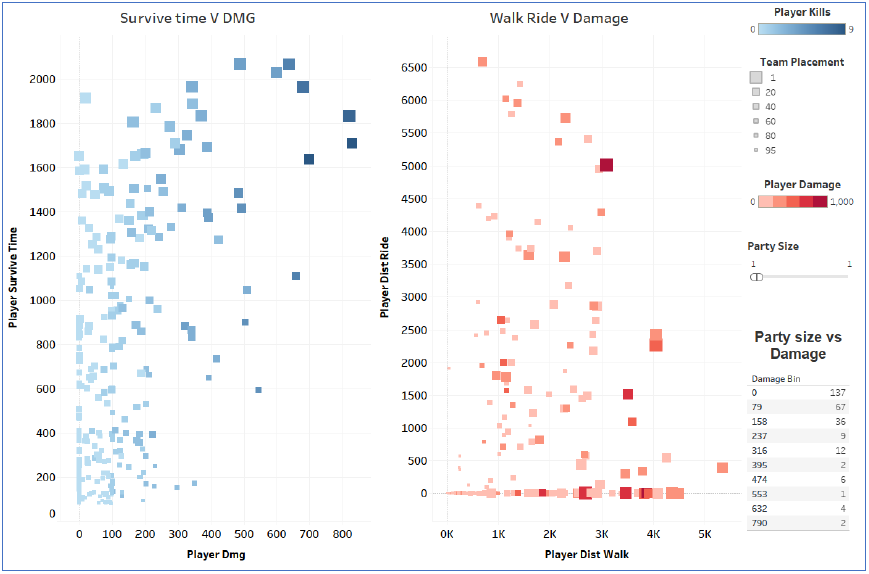 Survive time V DMG
Player Survive Time
2000
1800
1600
1400
1200
1000
800
600
400
200
0
0 100 200 300 400 500 600 700 800
Player Dmg
Walk Ride V Damage
Player Dist Ride
6500
6000
5500
5000
4500
4000
3500
3000
2500
2000
1500
1000
500
0
0K 1K 2K 3K 4K 5K
Player Dist Walk
Player Kills
0 9
Team Placement
1
20
40
60
80
95
Player Damage
0 1,000
Party Size
1 1
Party size vs
Damage
Damage Bin
0 137
79 67
158 36
237 9
316 12
395 2
474 6
553 1
632 4
790 2